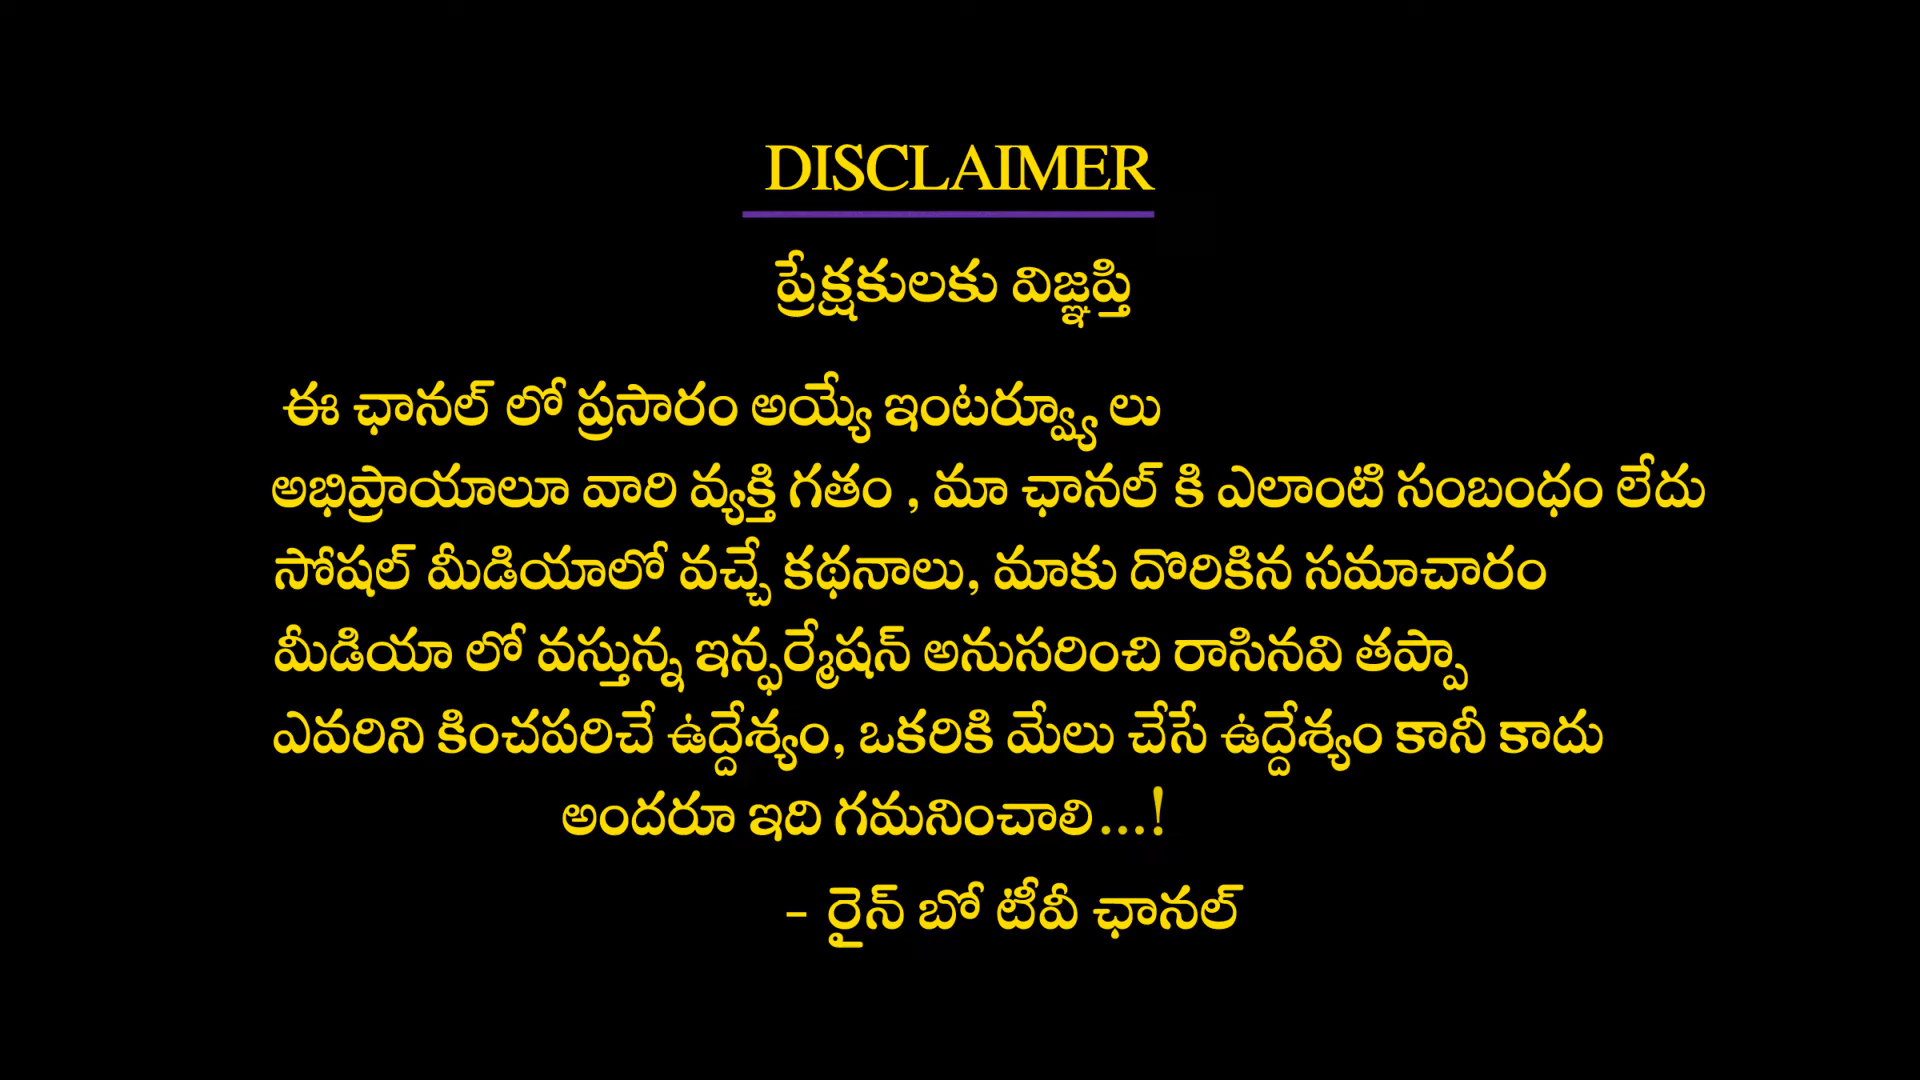 DISCLAIMER
ప్రేక్షకులకు విజ్ఞప్తి
ఈ ఛానల్ లో ప్రసారం అయ్యే ఇంటర్వ్యూ లు
అభిప్రాయాలూ వారి వ్యక్తి గతం , మా ఛానల్ కి ఎలాంటి సంబంధం లేదు
సోషల్ మీడియాలో వచ్చే కథనాలు, మాకు దొరికిన సమాచారం
మీడియా లో వస్తున్న ఇన్ఫర్మేషన్ అనుసరించి రాసినవి తప్పా
ఎవరిని కించపరిచే ఉద్దేశ్యం, ఒకరికి మేలు చేసే ఉద్దేశ్యం కానీ కాదు
అందరూ ఇది గమనించాలి...!
- రైన్ బో టీవీ ఛానల్